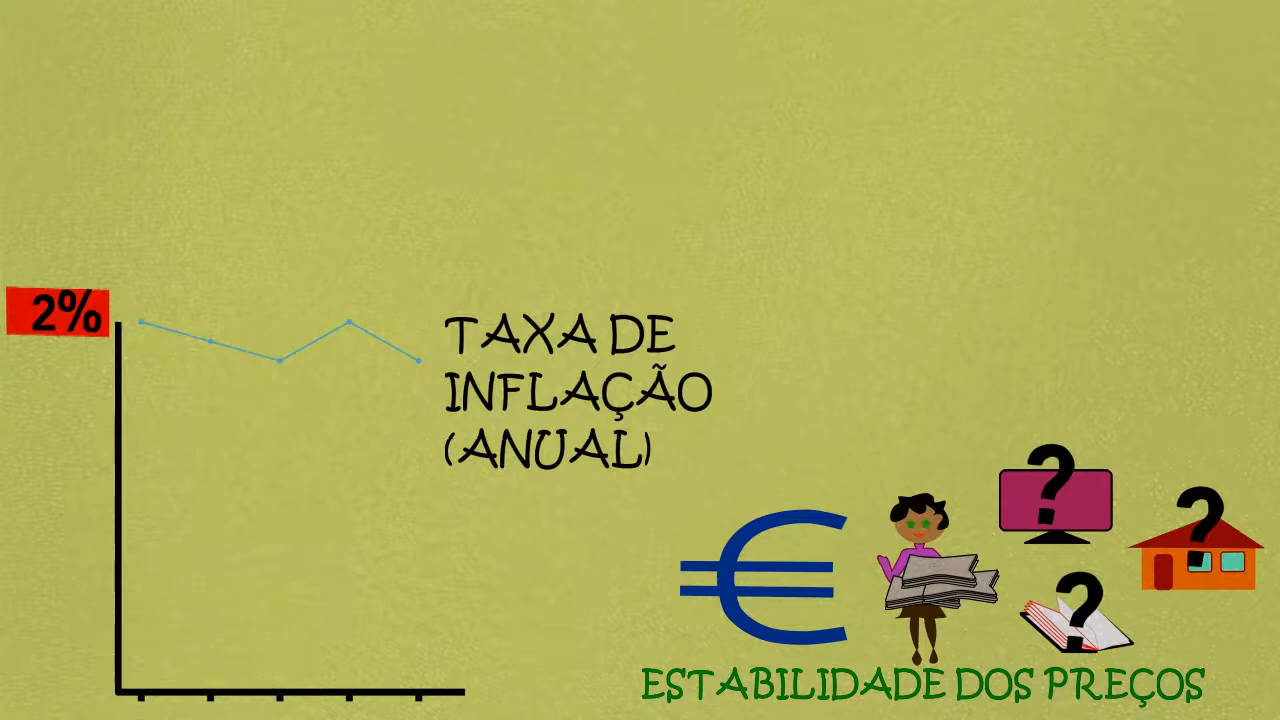 2%
TAXA DE
INFLAÇÃO
(ANUAL)
€
?
?
?
ESTABILIDADE DOS PREÇOS